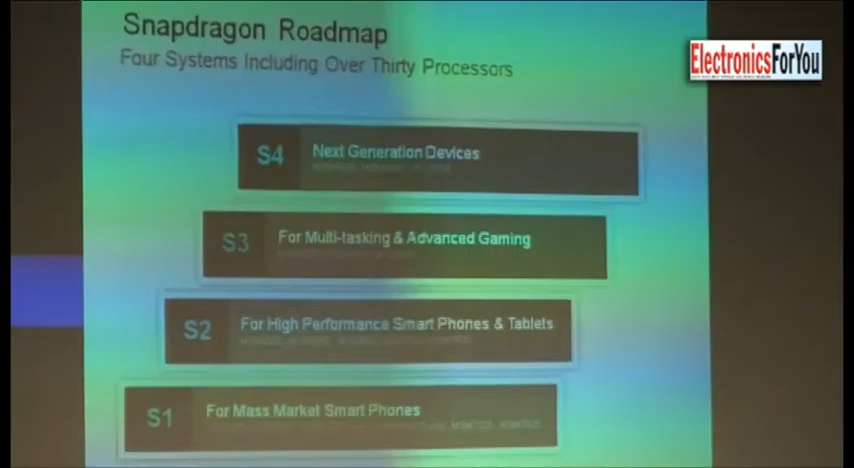 Snapdragon Roadmap
Four Systems Including Over Thirty Processors
ElectronicsForYou
S4 Next Generation Devices
S3 For Multi-tasking & Advanced Gaming
S2 For High Performance Smart Phones & Tablets
S1 For Mass Market Smart Phones